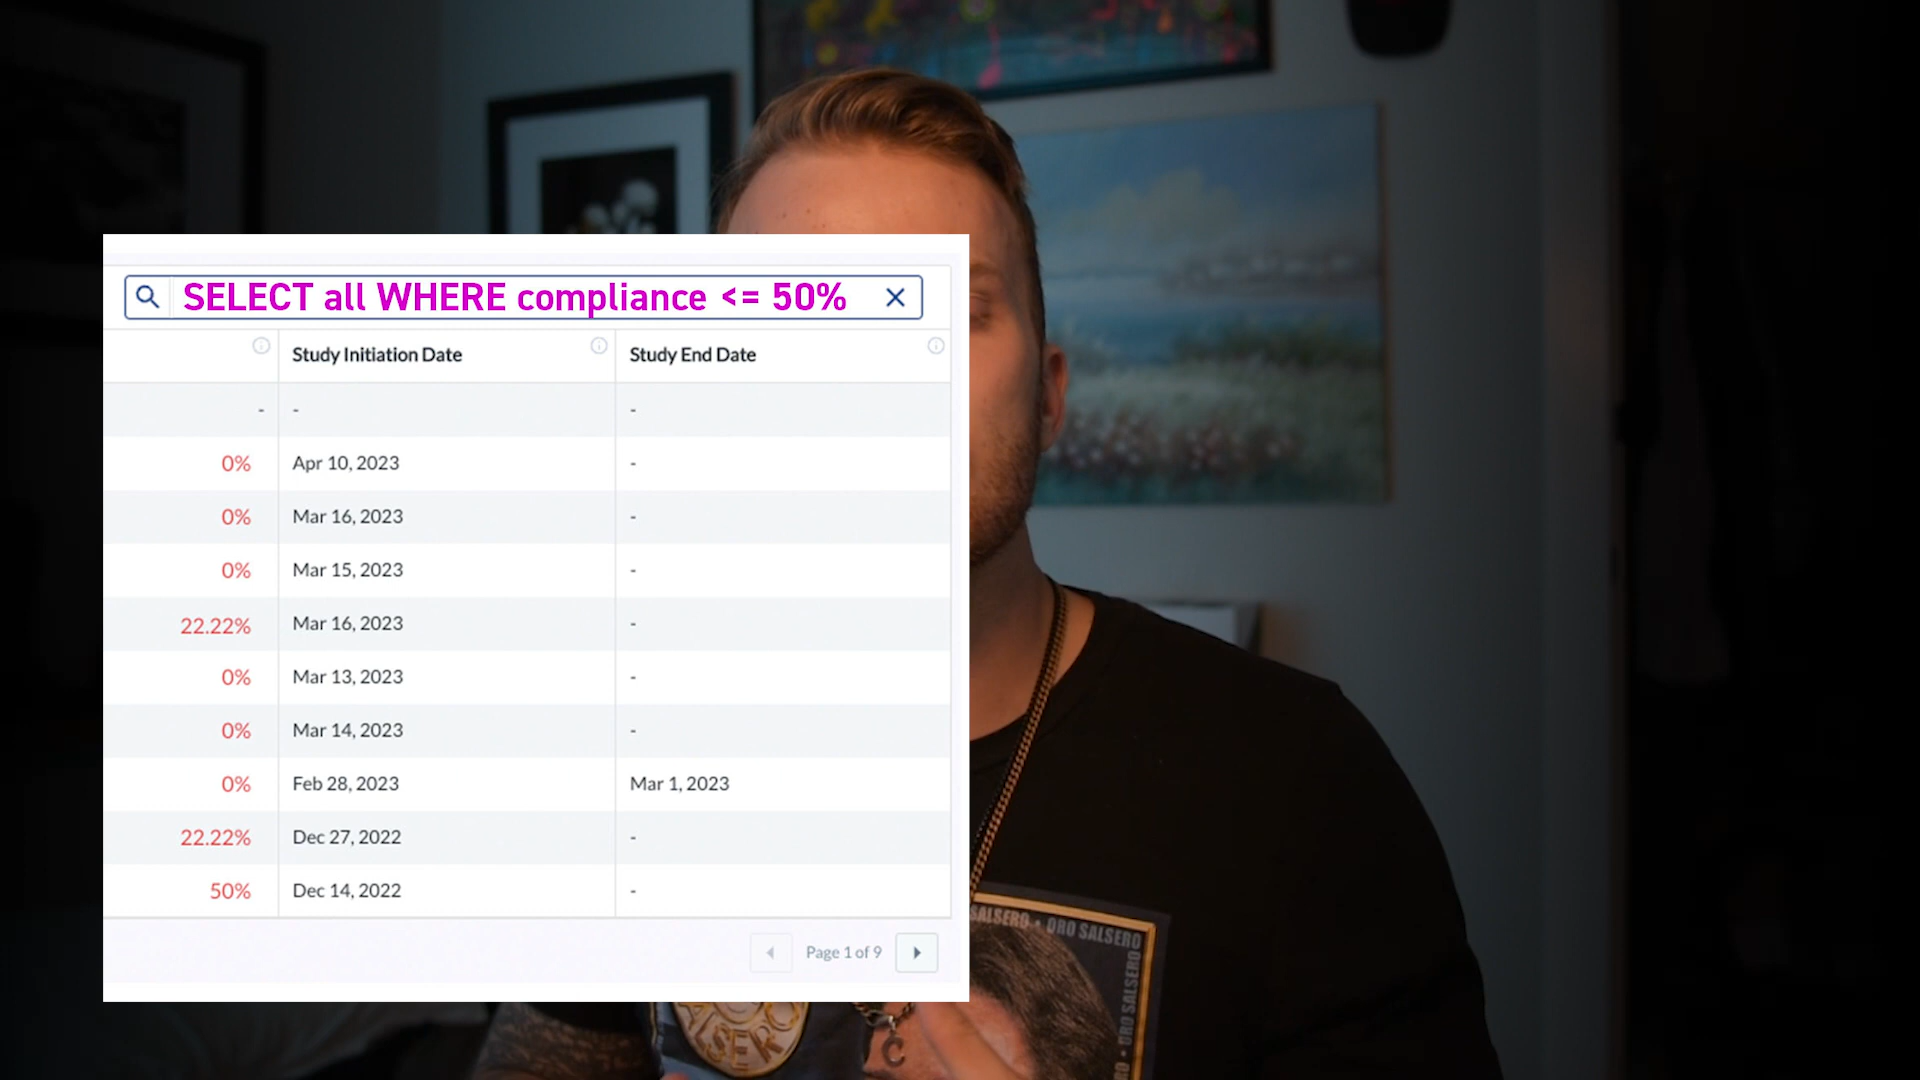 SELECT all WHERE compliance <= 50%
Study Initiation Date Study End Date
- - -
0% Apr 10, 2023 -
0% Mar 16, 2023 -
0% Mar 15, 2023 -
22.22% Mar 16, 2023 -
0% Mar 13, 2023 -
0% Mar 14, 2023 -
0% Feb 28, 2023 Mar 1, 2023
22.22% Dec 27, 2022 -
50% Dec 14, 2022 -
Page 1 of 9
SALSERO • ORO SALSERO
ORO SALSERO
C